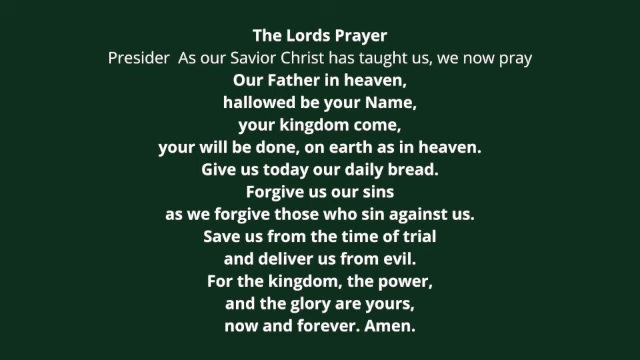 The Lords Prayer
Presider  As our Savior Christ has taught us, we now pray
Our Father in heaven,
hallowed be your Name,
your kingdom come,
your will be done, on earth as in heaven.
Give us today our daily bread.
Forgive us our sins
as we forgive those who sin against us.
Save us from the time of trial
and deliver us from evil.
For the kingdom, the power,
and the glory are yours,
now and forever. Amen.